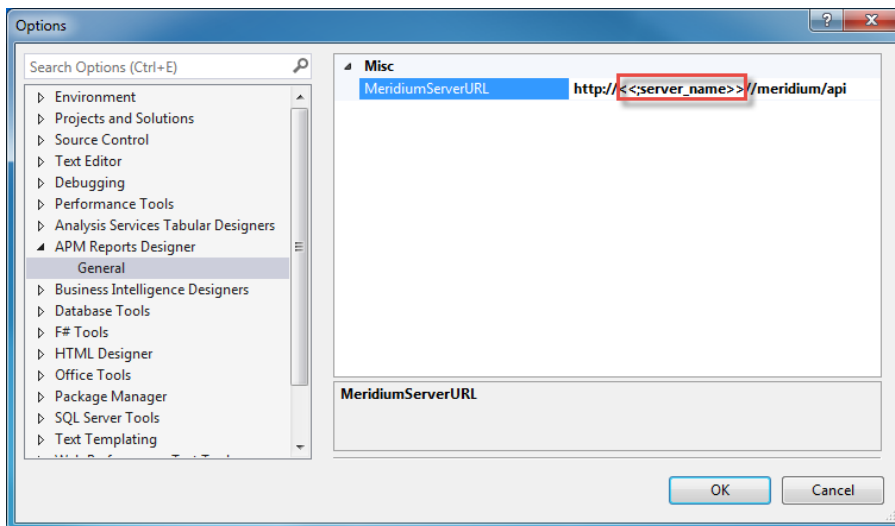 Options
Search Options (Ctrl+E)
Environment
Projects and Solutions
Source Control
Text Editor
Debugging
Performance Tools
Analysis Services Tabular Designers
APM Reports Designer
General
Business Intelligence Designers
Database Tools
F# Tools
HTML Designer
Office Tools
Package Manager
SQL Server Tools
Text Templating
Misc
MeridiumServerURL http://<<;server_name>>//meridium/api
MeridiumServerURL
OK Cancel